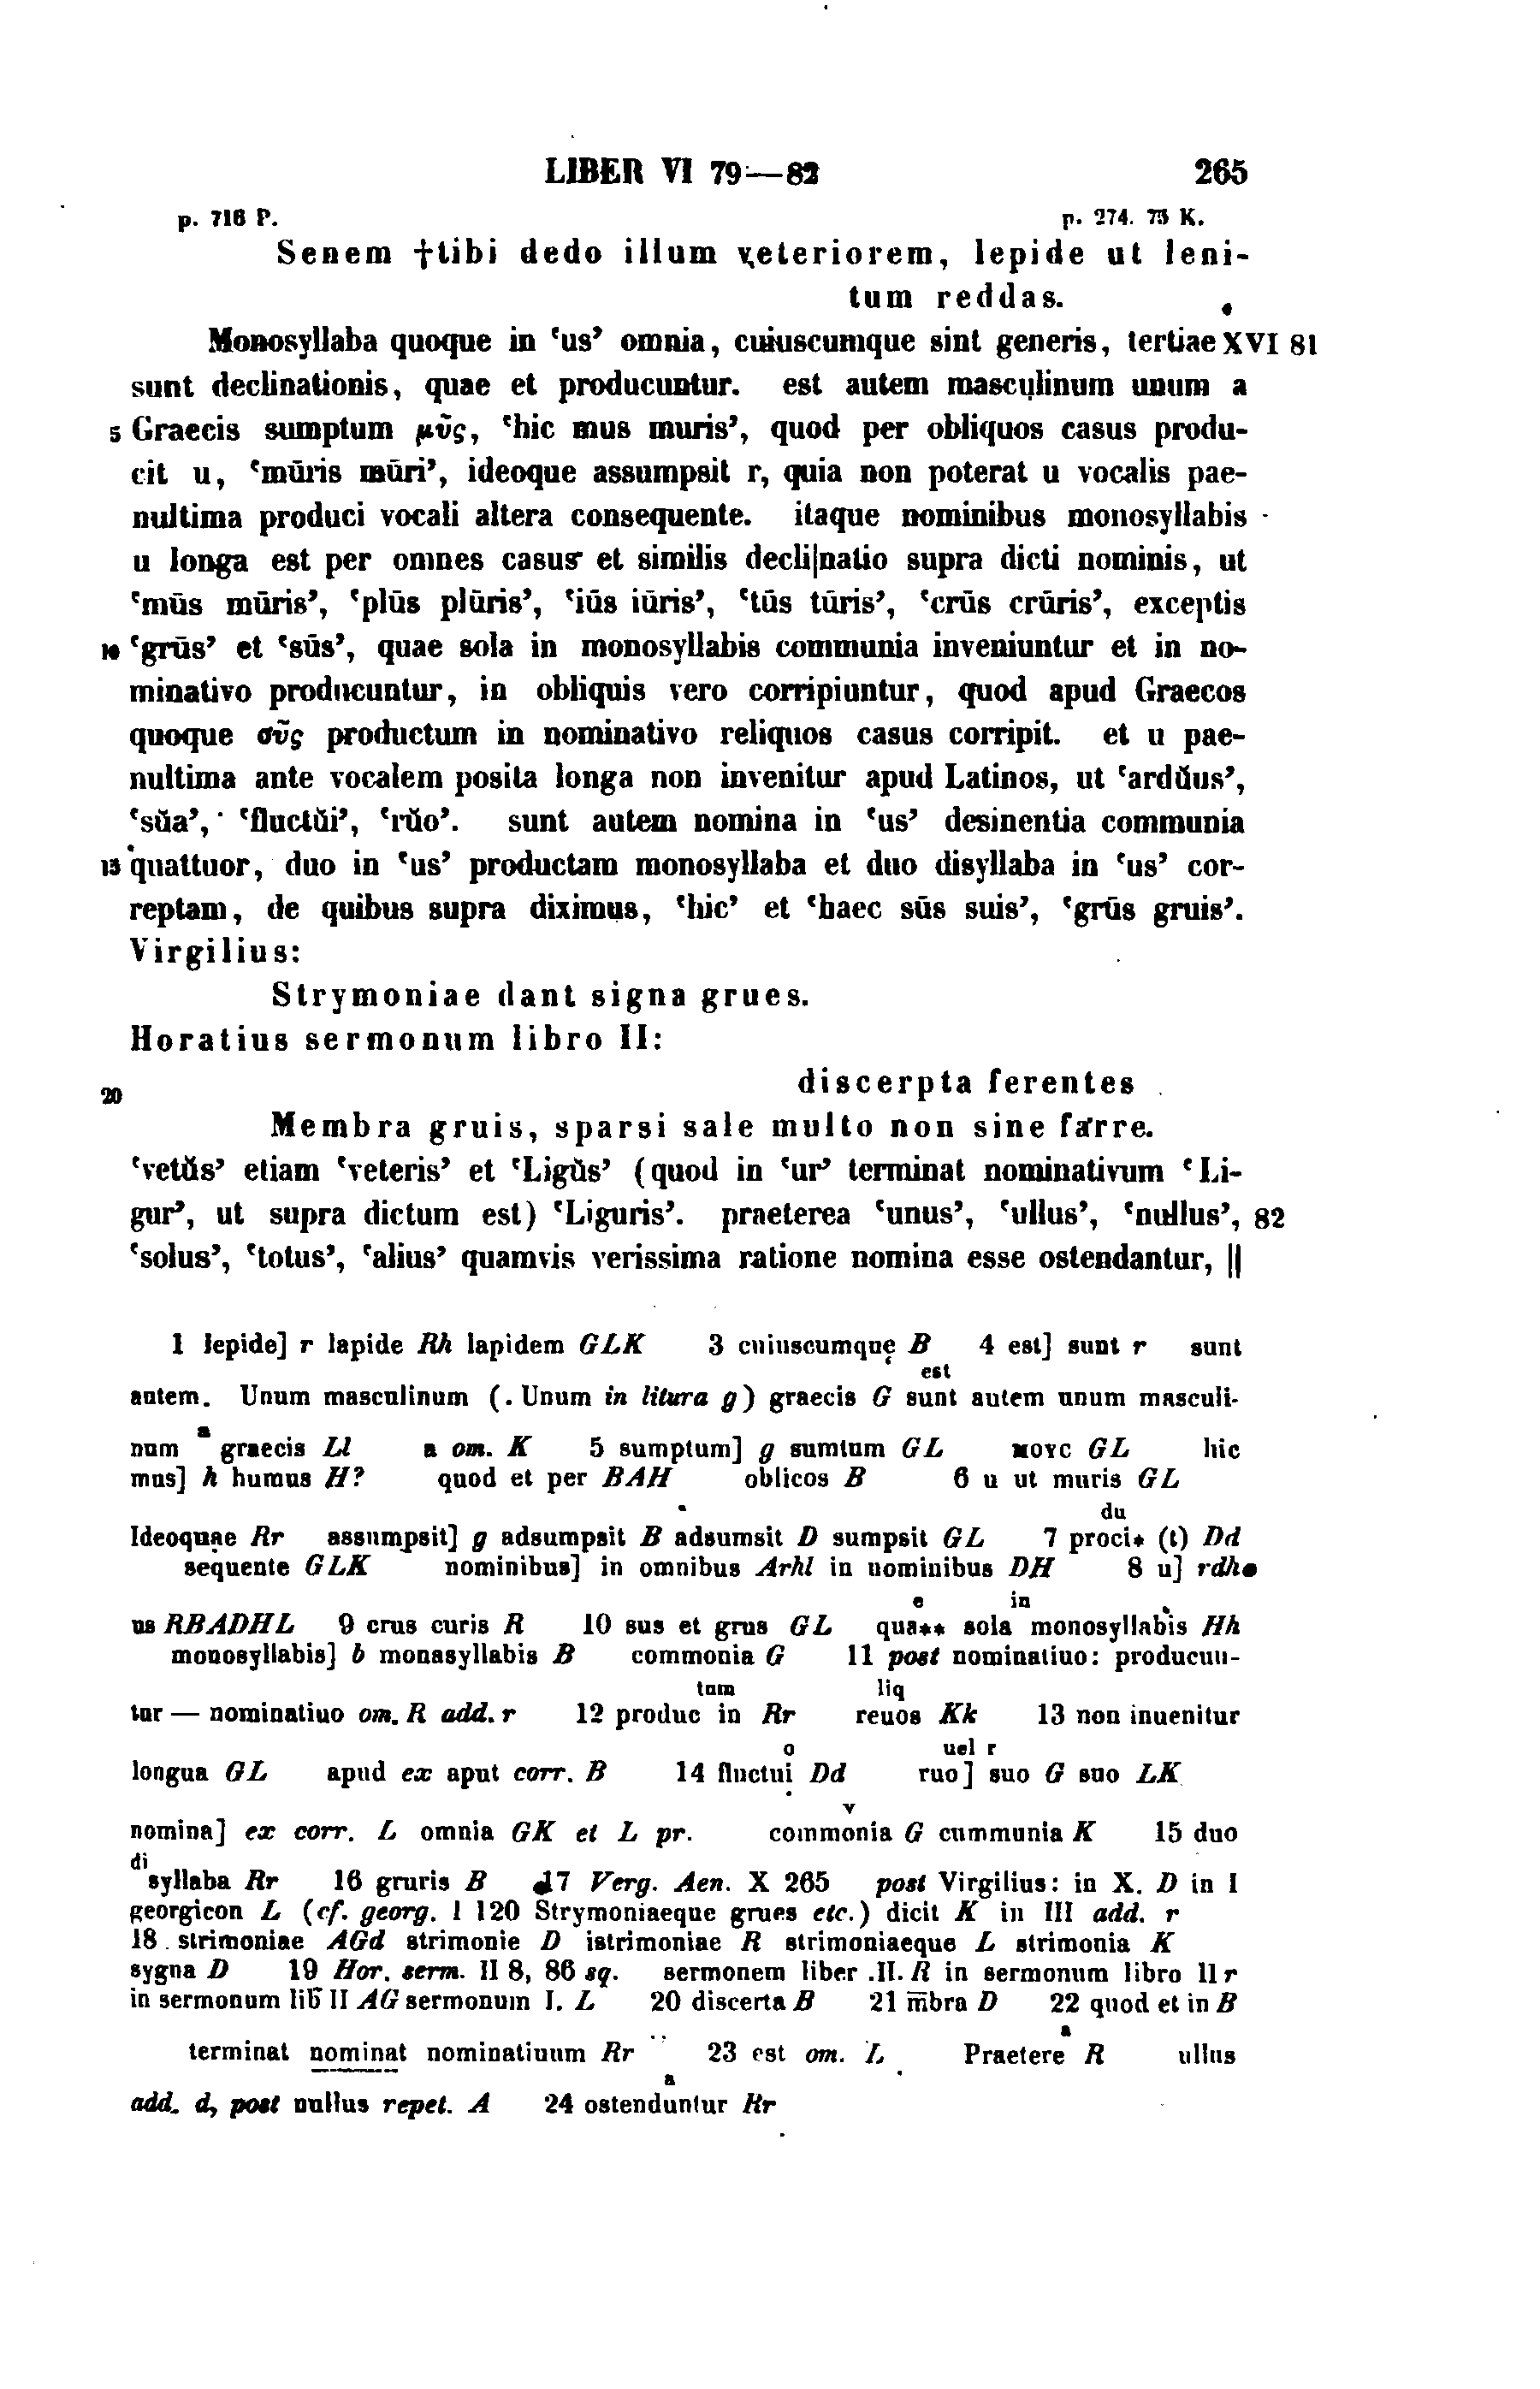 LIBER VI 79—82 265
p. 716 P. p. 274. 75 K.
Senem †tibi dedo illum veteriorem, lepide ut leni-
tum reddas.
Monosyllaba quoque in ‘us’ omnia, cuiuscumque sint generis, tertiae XVI 81
sunt declinationis, quae et producuntur. est autem masculinum unum a
5 Graecis sumptum μῦς, ‘hic mus muris’, quod per obliquos casus produ-
cit u, ‘mūris mūri’, ideoque assumpsit r, quia non poterat u vocalis pae-
nultima produci vocali altera consequente. itaque nominibus monosyllabis
u longa est per omnes casus et similis decli|natio supra dicti nominis, ut
‘mūs mūris’, ‘plūs plūris’, ‘iūs iūris’, ‘tūs tūris’, ‘crūs crūris’, exceptis
10 ‘grūs’ et ‘sūs’, quae sola in monosyllabis communia inveniuntur et in no-
minativo producuntur, in obliquis vero corripiuntur, quod apud Graecos
quoque σῦς productum in nominativo reliquos casus corripit. et u pae-
nultima ante vocalem posita longa non invenitur apud Latinos, ut ‘ardŭus’,
‘sŭa’, ‘fluctŭi’, ‘rŭo’. sunt autem nomina in ‘us’ desinentia communia
15 quattuor, duo in ‘us’ productam monosyllaba et duo disyllaba in ‘us’ cor-
reptam, de quibus supra diximus, ‘hic’ et ‘haec sūs suis’, ‘grūs gruis’.
Virgilius:
Strymoniae dant signa grues.
Horatius sermonum libro II:
20 discerpta ferentes
Membra gruis, sparsi sale multo non sine farre.
‘vetŭs’ etiam ‘veteris’ et ‘Ligŭs’ (quod in ‘ur’ terminat nominativum ‘Li-
gur’, ut supra dictum est) ‘Liguris’. praeterea ‘unus’, ‘ullus’, ‘nullus’, 82
‘solus’, ‘totus’, ‘alius’ quamvis verissima ratione nomina esse ostendantur, ||
1 lepide] r lapide Rh lapidem GLK 3 cuiuscumque B 4 est] sunt r sunt
est
autem. Unum masculinum (. Unum in litura g) graecis G sunt autem unum masculi-
a
num graecis Ll a om. K 5 sumptum] g sumtum GL μογc GL hic
mus] h humus H? quod et per BAH oblicos B 6 u ut muris GL
du
Ideoquae Rr assumpsit] g adsumpsit B adsumsit D sumpsit GL 7 proci* (t) Dd
sequente GLK nominibus] in omnibus Arhl in nominibus DH 8 u] rdh
e in
us RBADHL 9 crus curis R 10 sus et grus GL qua** sola monosyllabis Hh
monosyllabis] b monasyllabis B commonia G 11 post nominatiuo: producun-
tum liq
tur — nominatiuo om. R add. r 12 produc in Rr reuos Kk 13 non inuenitur
o uel r
longua GL apud ex aput corr. B 14 fluctui Dd ruo] suo G suo LK
v
nomina] ex corr. L omnia GK et L pr. commonia G cummunia K 15 duo
di
syllaba Rr 16 gruris B 17 Verg. Aen. X 265 post Virgilius: in X. D in I
georgicon L (cf. georg. I 120 Strymoniaeque grues etc.) dicit K in III add. r
18 strimoniae AGd strimonie D istrimoniae R strimoniaeque L strimonia K
sygna D 19 Hor. serm. II 8, 86 sq. sermonem liber .II. R in sermonum libro II r
in sermonum lib̄ II AG sermonum I. L 20 discerta B 21 m̄bra D 22 quod et in B
a
terminat nominat nominatiuum Rr 23 est om. L Praetere R ullus
a
add. d, post nullus repet. A 24 ostenduntur Rr